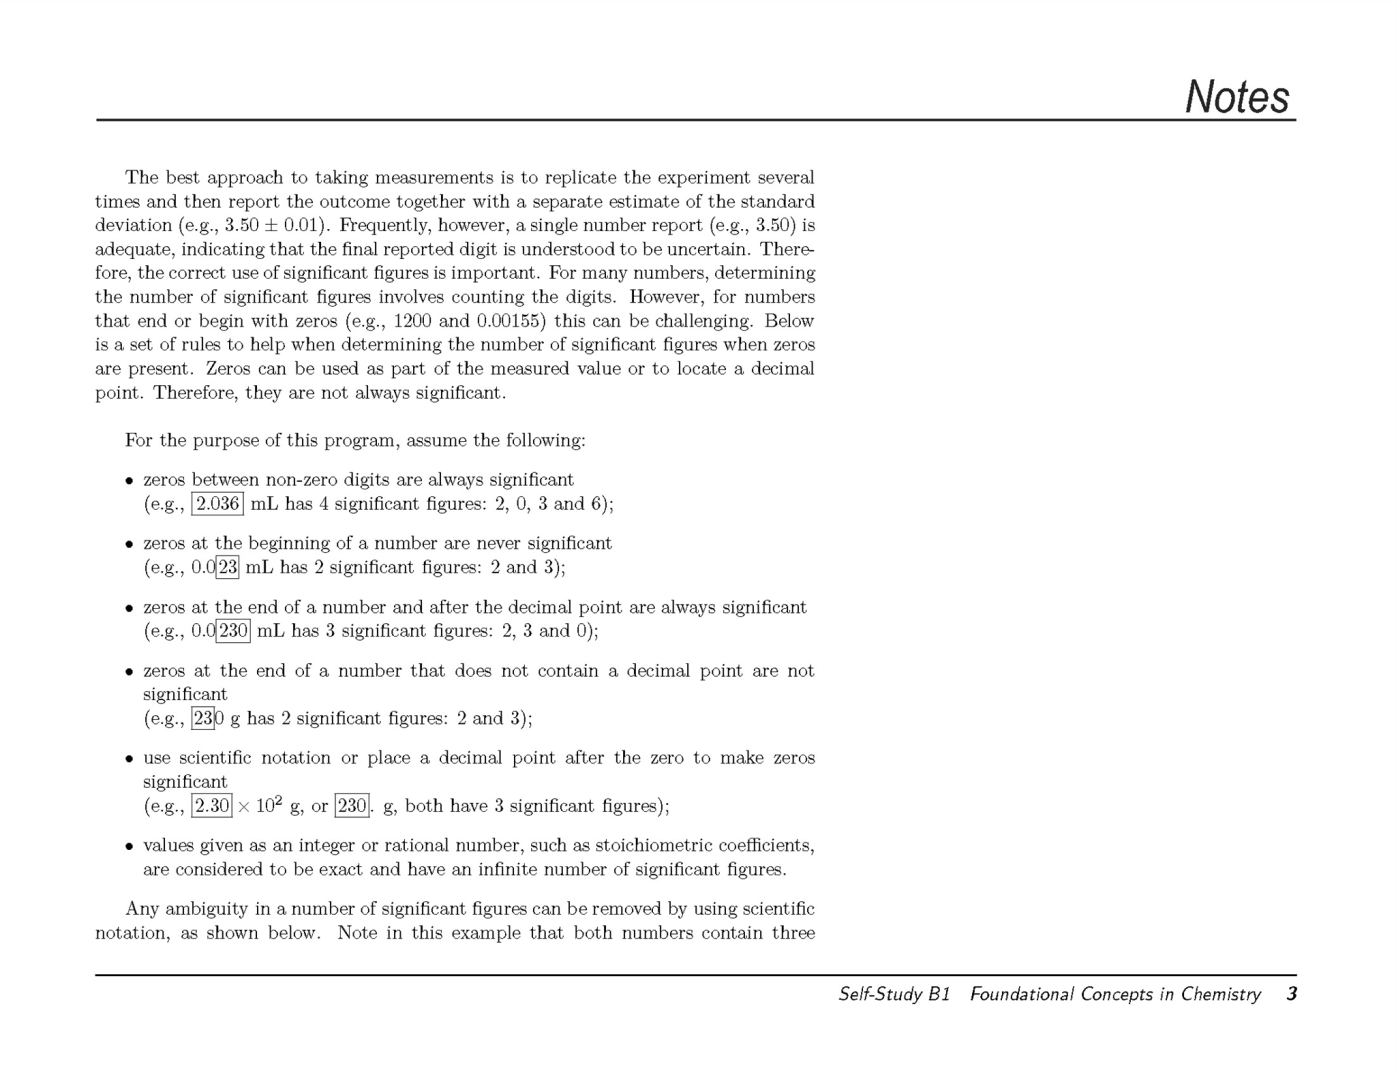 Notes
The best approach to taking measurements is to replicate the experiment several
times and then report the outcome together with a separate estimate of the standard
deviation (e.g., 3.50 ± 0.01). Frequently, however, a single number report (e.g., 3.50) is
adequate, indicating that the final reported digit is understood to be uncertain. There-
fore, the correct use of significant figures is important. For many numbers, determining
the number of significant figures involves counting the digits. However, for numbers
that end or begin with zeros (e.g., 1200 and 0.00155) this can be challenging. Below
is a set of rules to help when determining the number of significant figures when zeros
are present. Zeros can be used as part of the measured value or to locate a decimal
point. Therefore, they are not always significant.
For the purpose of this program, assume the following:
• zeros between non-zero digits are always significant
(e.g., 2.036 mL has 4 significant figures: 2, 0, 3 and 6);
• zeros at the beginning of a number are never significant
(e.g., 0.023 mL has 2 significant figures: 2 and 3);
• zeros at the end of a number and after the decimal point are always significant
(e.g., 0.0230 mL has 3 significant figures: 2, 3 and 0);
• zeros at the end of a number that does not contain a decimal point are not
significant
(e.g., 230 g has 2 significant figures: 2 and 3);
• use scientific notation or place a decimal point after the zero to make zeros
significant
(e.g., 2.30 × 10² g, or 230. g, both have 3 significant figures);
• values given as an integer or rational number, such as stoichiometric coefficients,
are considered to be exact and have an infinite number of significant figures.
Any ambiguity in a number of significant figures can be removed by using scientific
notation, as shown below. Note in this example that both numbers contain three
Self-Study B1 Foundational Concepts in Chemistry 3